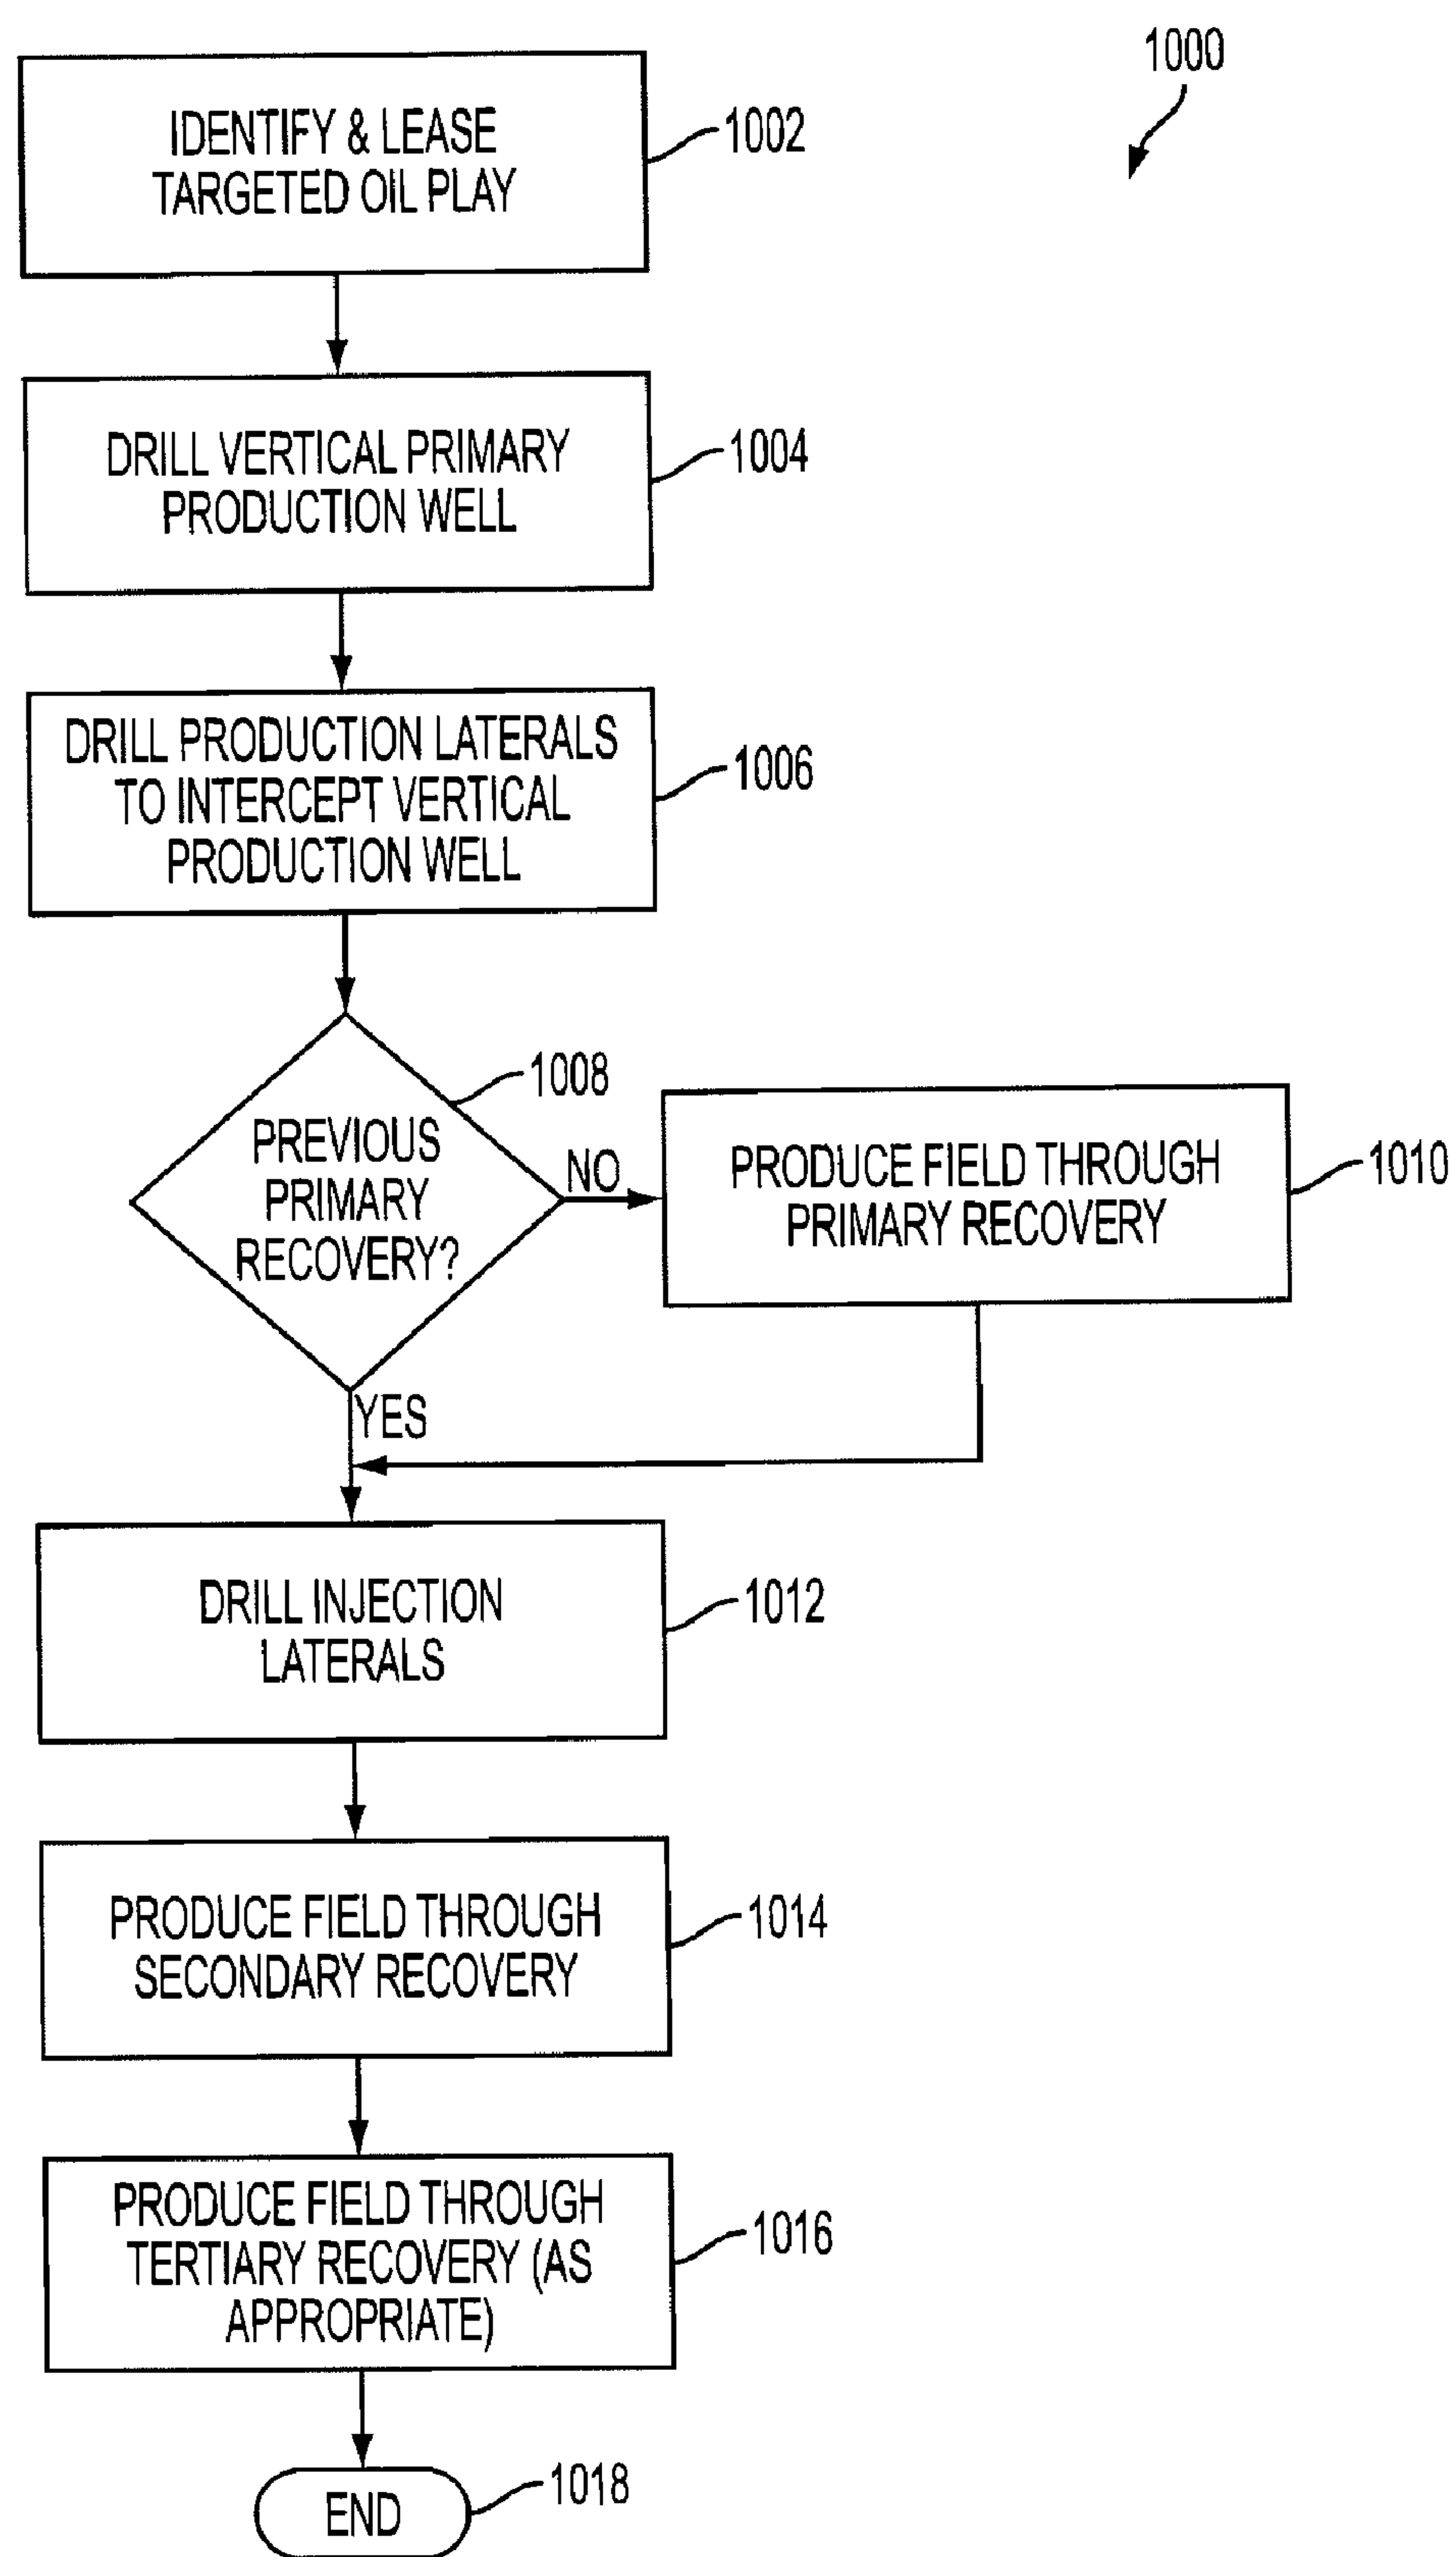 1000
IDENTIFY & LEASE
TARGETED OIL PLAY
1002
DRILL VERTICAL PRIMARY
PRODUCTION WELL
1004
DRILL PRODUCTION LATERALS
TO INTERCEPT VERTICAL
PRODUCTION WELL
1006
PREVIOUS
PRIMARY
RECOVERY?
1008
NO
PRODUCE FIELD THROUGH
PRIMARY RECOVERY
1010
YES
DRILL INJECTION
LATERALS
1012
PRODUCE FIELD THROUGH
SECONDARY RECOVERY
1014
PRODUCE FIELD THROUGH
TERTIARY RECOVERY (AS
APPROPRIATE)
1016
END
1018